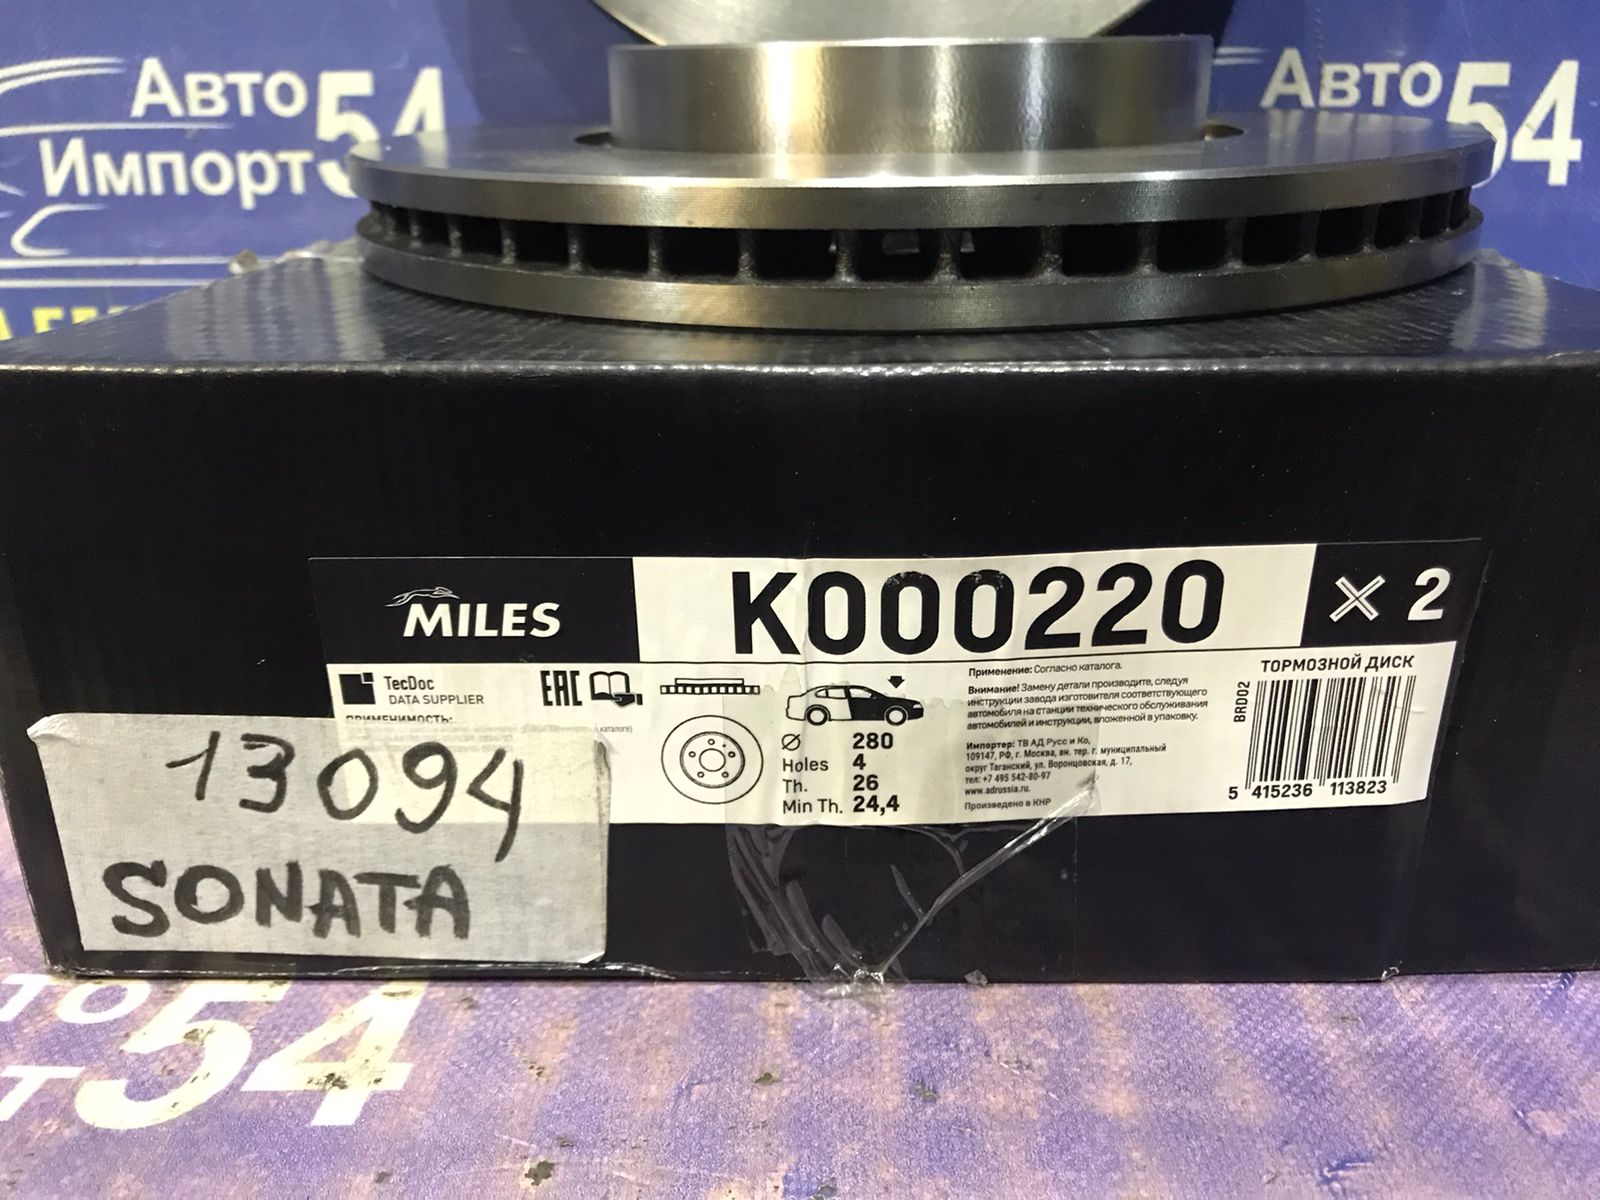 Авто
Импорт 54
Авто 54
MILES
K000220
× 2
TecDoc
DATA SUPPLIER
EAC
ПРИМЕНИМОСТЬ:
каталоге)
Ø 280
Holes 4
Th. 26
Min Th. 24,4
Применение: Согласно каталога.
Внимание! Замену детали производите, следуя
инструкции завода изготовителя соответствующего
автомобиля на станции технического обслуживания
автомобилей и инструкции, вложенной в упаковку.
Импортер: ТВ АД Русс и Ко,
109147, РФ, г. Москва, вн. тер. г. муниципальный
округ Таганский, ул. Воронцовская, д. 17,
тел: +7 495 542-80-97
www.adrussia.ru.
Произведено в КНР
ТОРМОЗНОЙ ДИСК
BRD02
5 415236 113823
13094
SONATA
ТО
Т 54